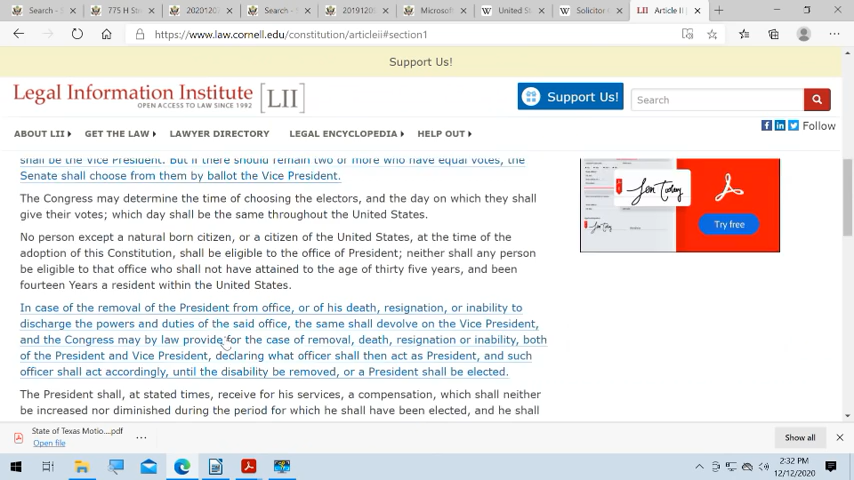 Search - S
775 H St
20201207
Search -
20191205
Microsof
United St
Solicitor
Article II
https://www.law.cornell.edu/constitution/articleii#section1
Support Us!
Legal Information Institute [LII]
OPEN ACCESS TO LAW SINCE 1992
Support Us!
Search
ABOUT LII
GET THE LAW
LAWYER DIRECTORY
LEGAL ENCYCLOPEDIA
HELP OUT
Follow
shall be the Vice President. But if there should remain two or more who have equal votes, the
Senate shall choose from them by ballot the Vice President.
The Congress may determine the time of choosing the electors, and the day on which they shall
give their votes; which day shall be the same throughout the United States.
No person except a natural born citizen, or a citizen of the United States, at the time of the
adoption of this Constitution, shall be eligible to the office of President; neither shall any person
be eligible to that office who shall not have attained to the age of thirty five years, and been
fourteen Years a resident within the United States.
In case of the removal of the President from office, or of his death, resignation, or inability to
discharge the powers and duties of the said office, the same shall devolve on the Vice President,
and the Congress may by law provide for the case of removal, death, resignation or inability, both
of the President and Vice President, declaring what officer shall then act as President, and such
officer shall act accordingly, until the disability be removed, or a President shall be elected.
The President shall, at stated times, receive for his services, a compensation, which shall neither
be increased nor diminished during the period for which he shall have been elected, and he shall
Try free
State of Texas Motio....pdf
Open file
Show all
2:32 PM
12/12/2020